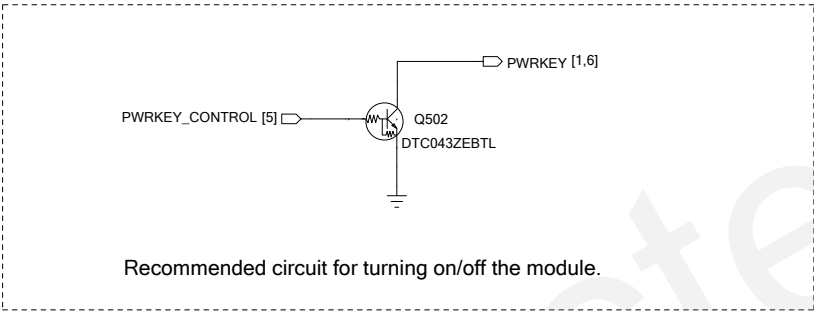 PWRKEY [1,6]
PWRKEY_CONTROL [5]
Q502
DTC043ZEBTL
Recommended circuit for turning on/off the module.